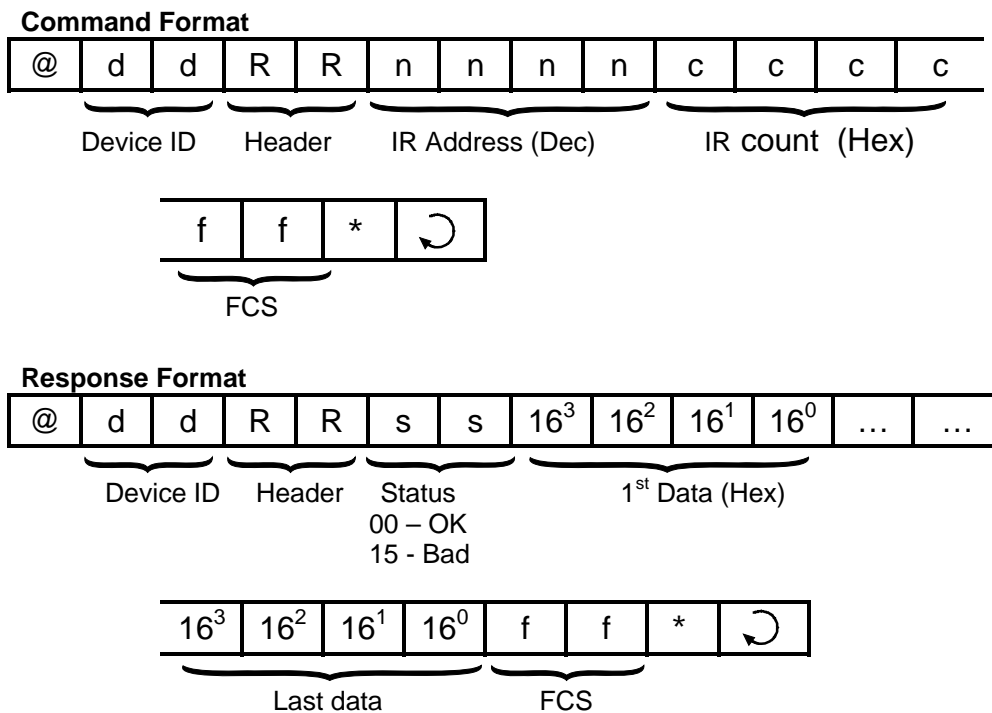 Command Format
@ d d R R n n n n c c c c
Device ID Header IR Address (Dec) IR count (Hex)
f f *
FCS
Response Format
@ d d R R s s 16³ 16² 16¹ 16⁰ … …
Device ID Header Status 1ˢᵗ Data (Hex)
00 – OK
15 - Bad
16³ 16² 16¹ 16⁰ f f *
Last data FCS